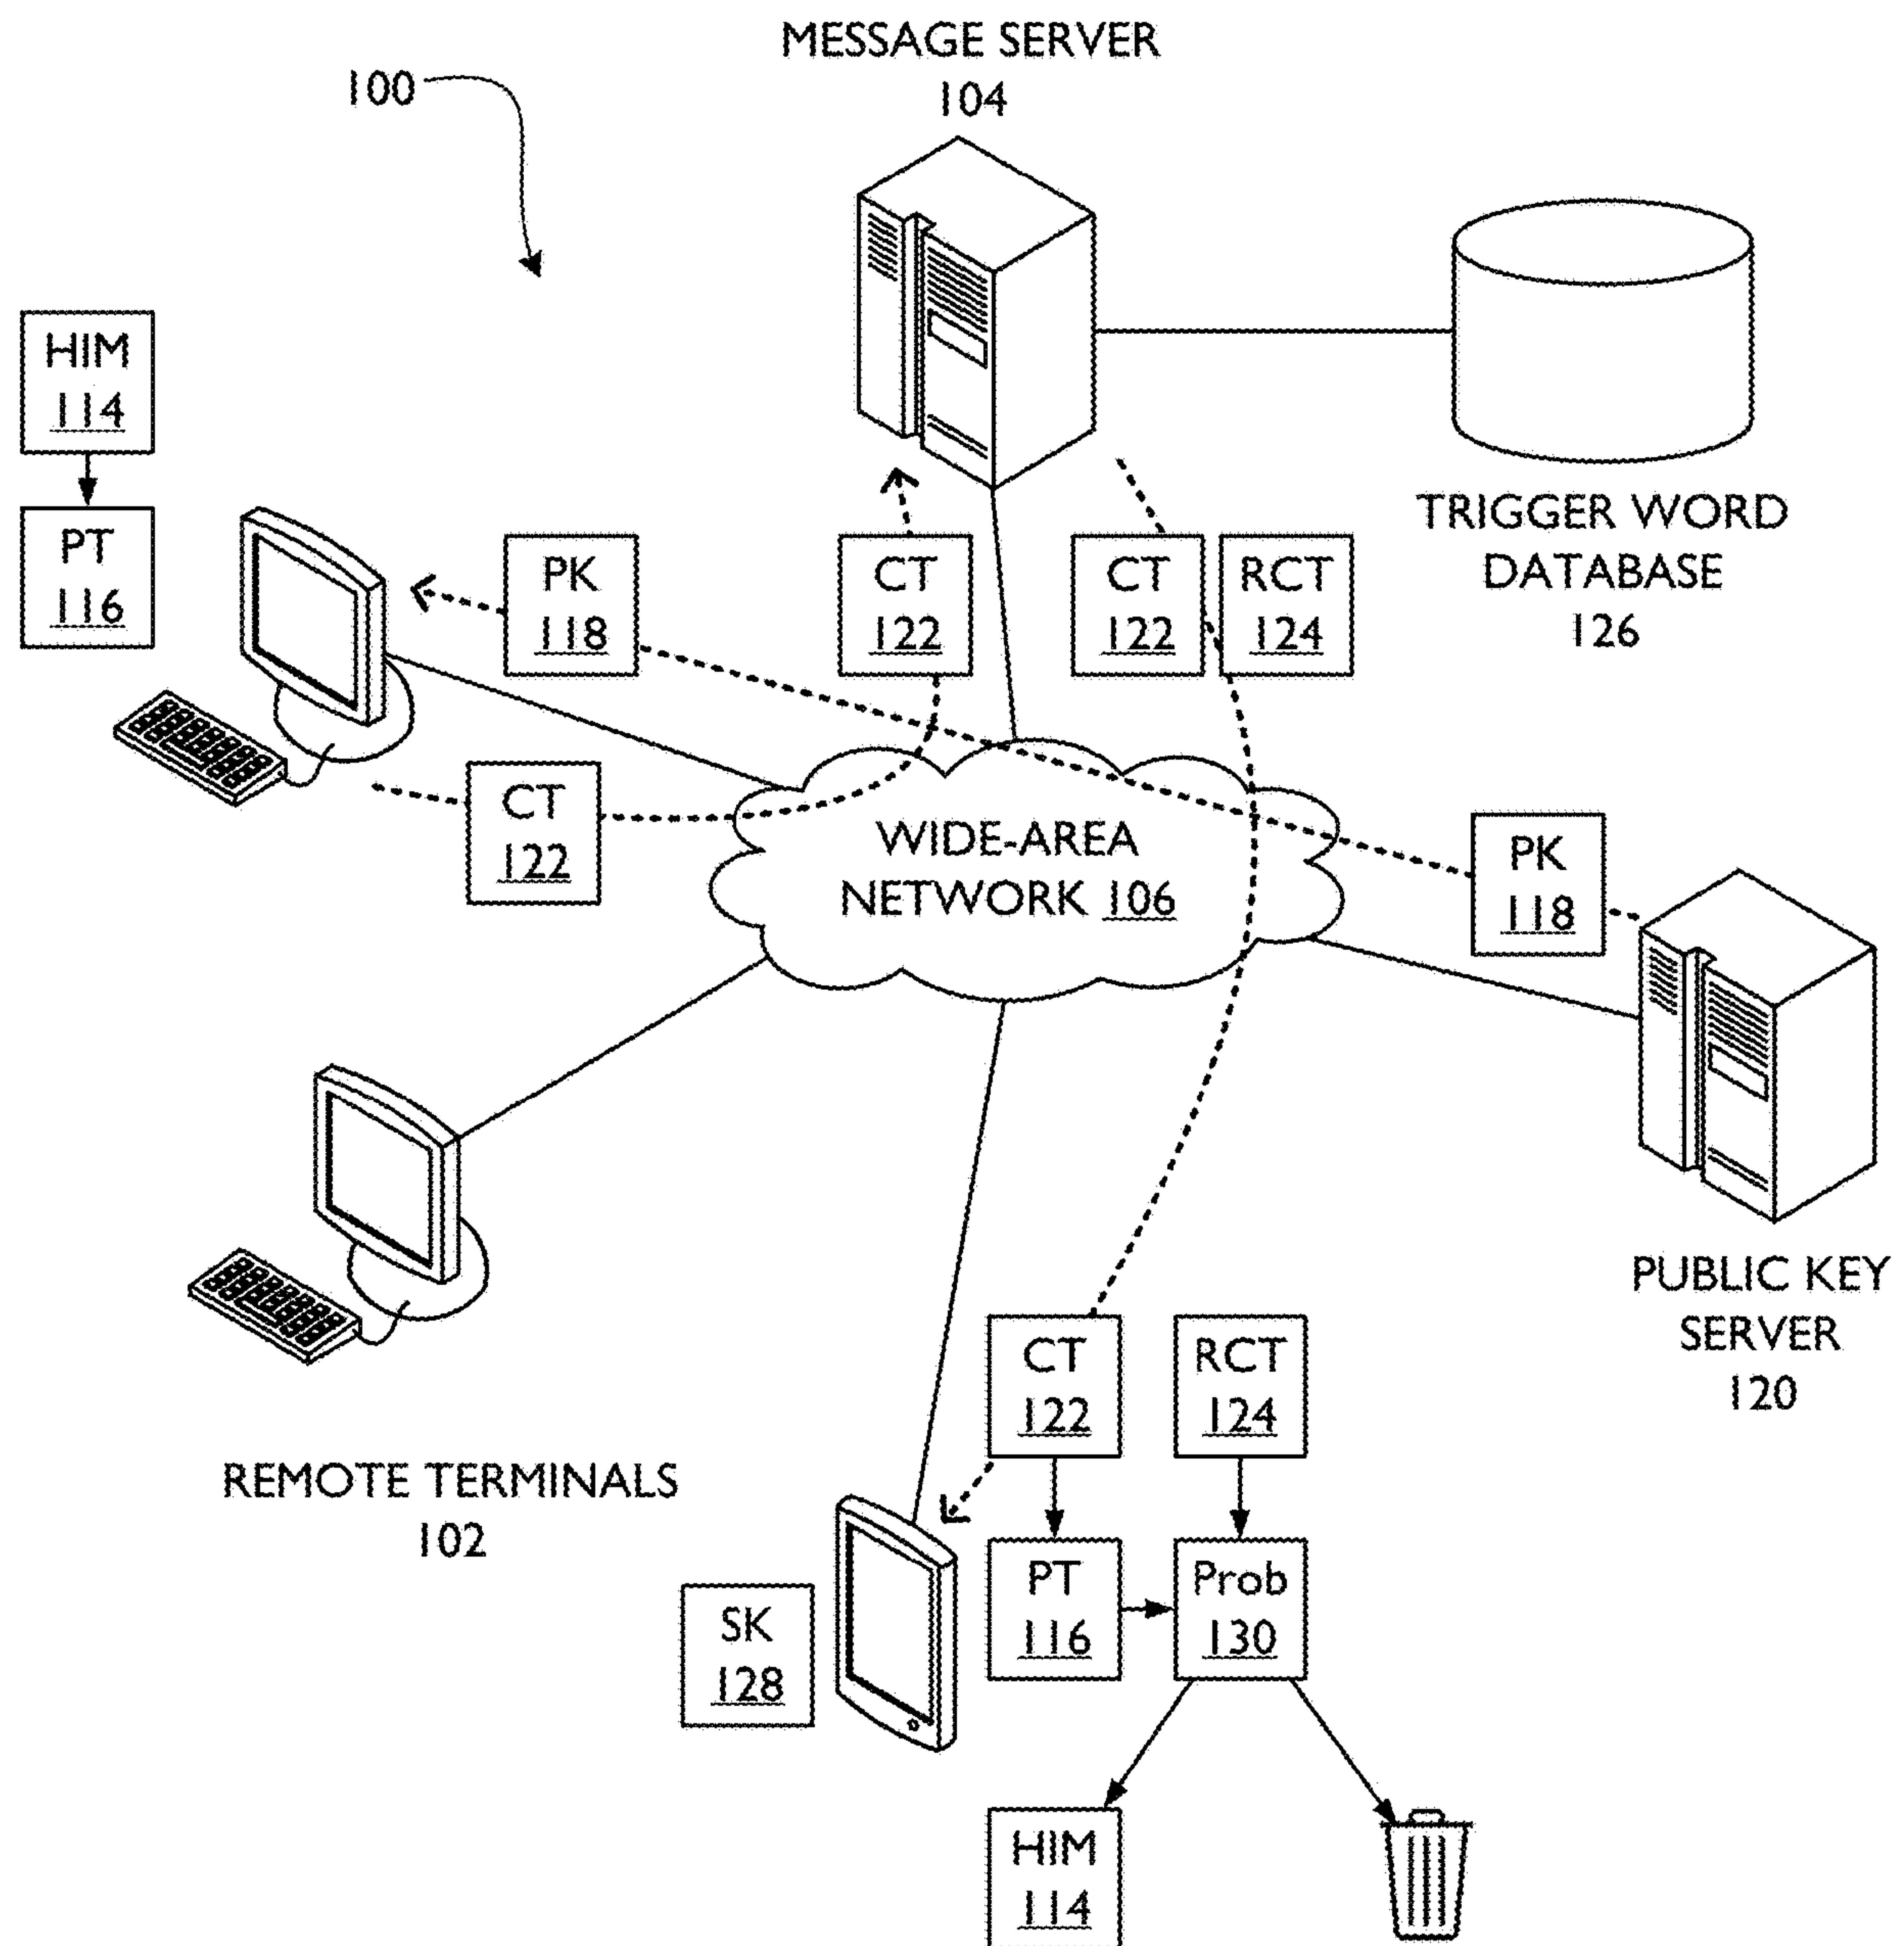 MESSAGE SERVER
104
100
HIM
114
PT
116
PK
118
CT
122
CT
122
RCT
124
TRIGGER WORD
DATABASE
126
CT
122
WIDE-AREA
NETWORK 106
PK
118
PUBLIC KEY
SERVER
120
REMOTE TERMINALS
102
CT
122
RCT
124
SK
128
PT
116
Prob
130
HIM
114